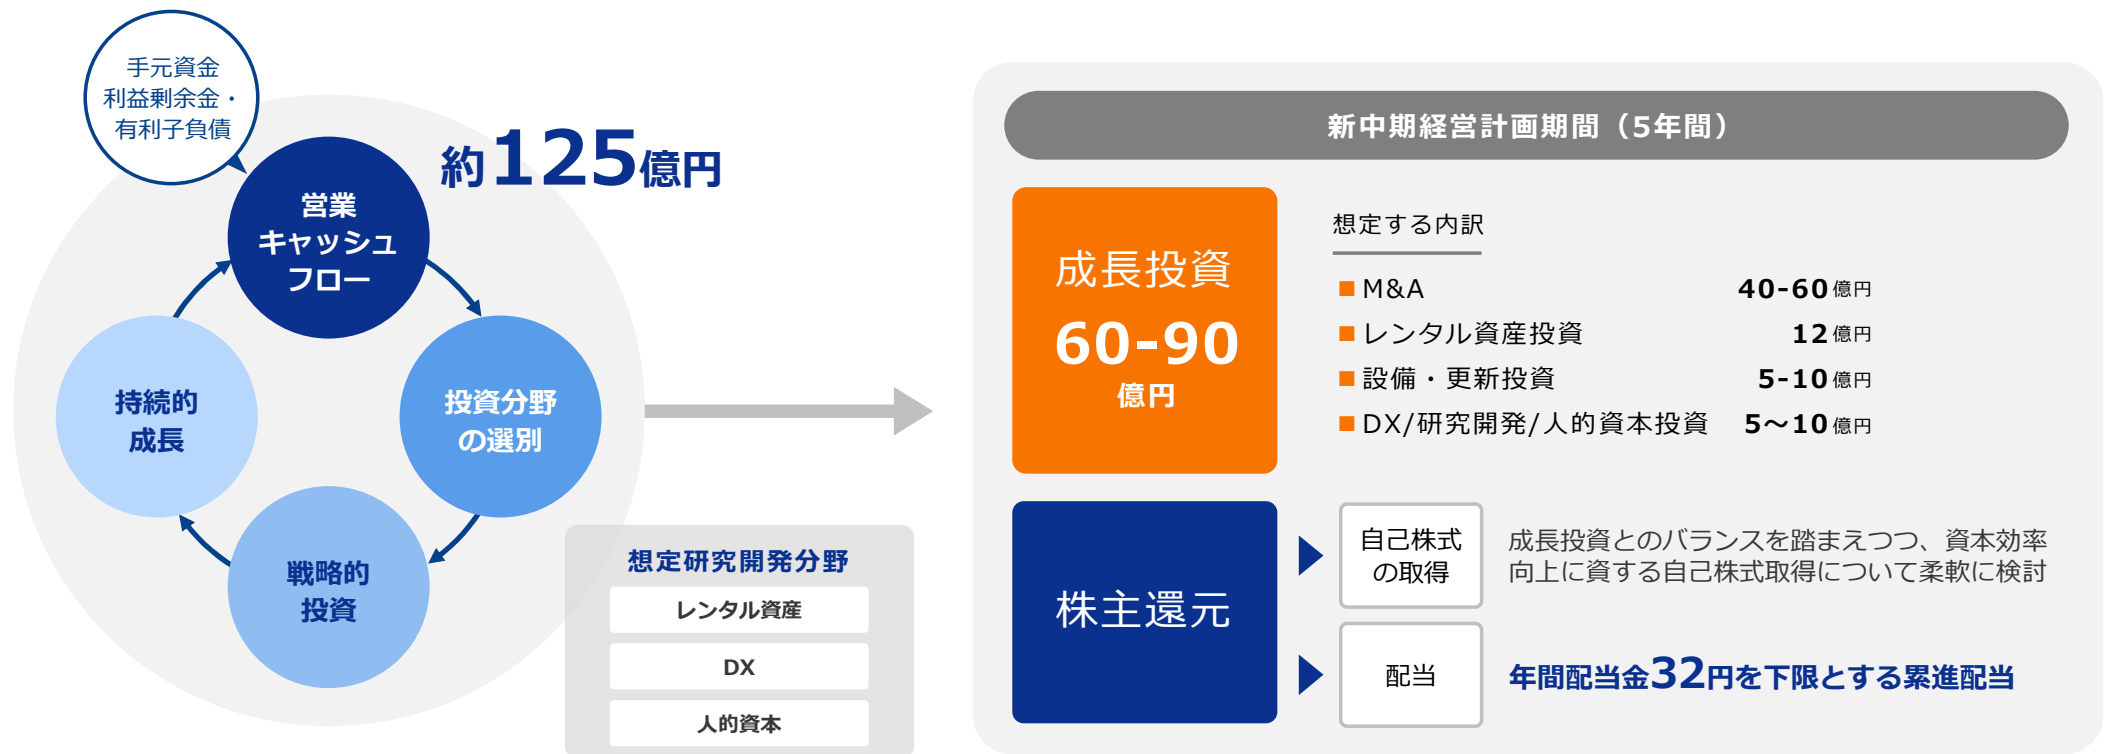 手元資金
利益剰余金・
有利子負債
約125億円
営業
キャッシュ
フロー
投資分野
の選別
戦略的
投資
持続的
成長
想定研究開発分野
レンタル資産
DX
人的資本
新中期経営計画期間（5年間）
成長投資
60-90
億円
想定する内訳
■M&A 40-60億円
■レンタル資産投資 12億円
■設備・更新投資 5-10億円
■DX/研究開発/人的資本投資 5～10億円
株主還元
自己株式
の取得
成長投資とのバランスを踏まえつつ、資本効率
向上に資する自己株式取得について柔軟に検討
配当
年間配当金32円を下限とする累進配当